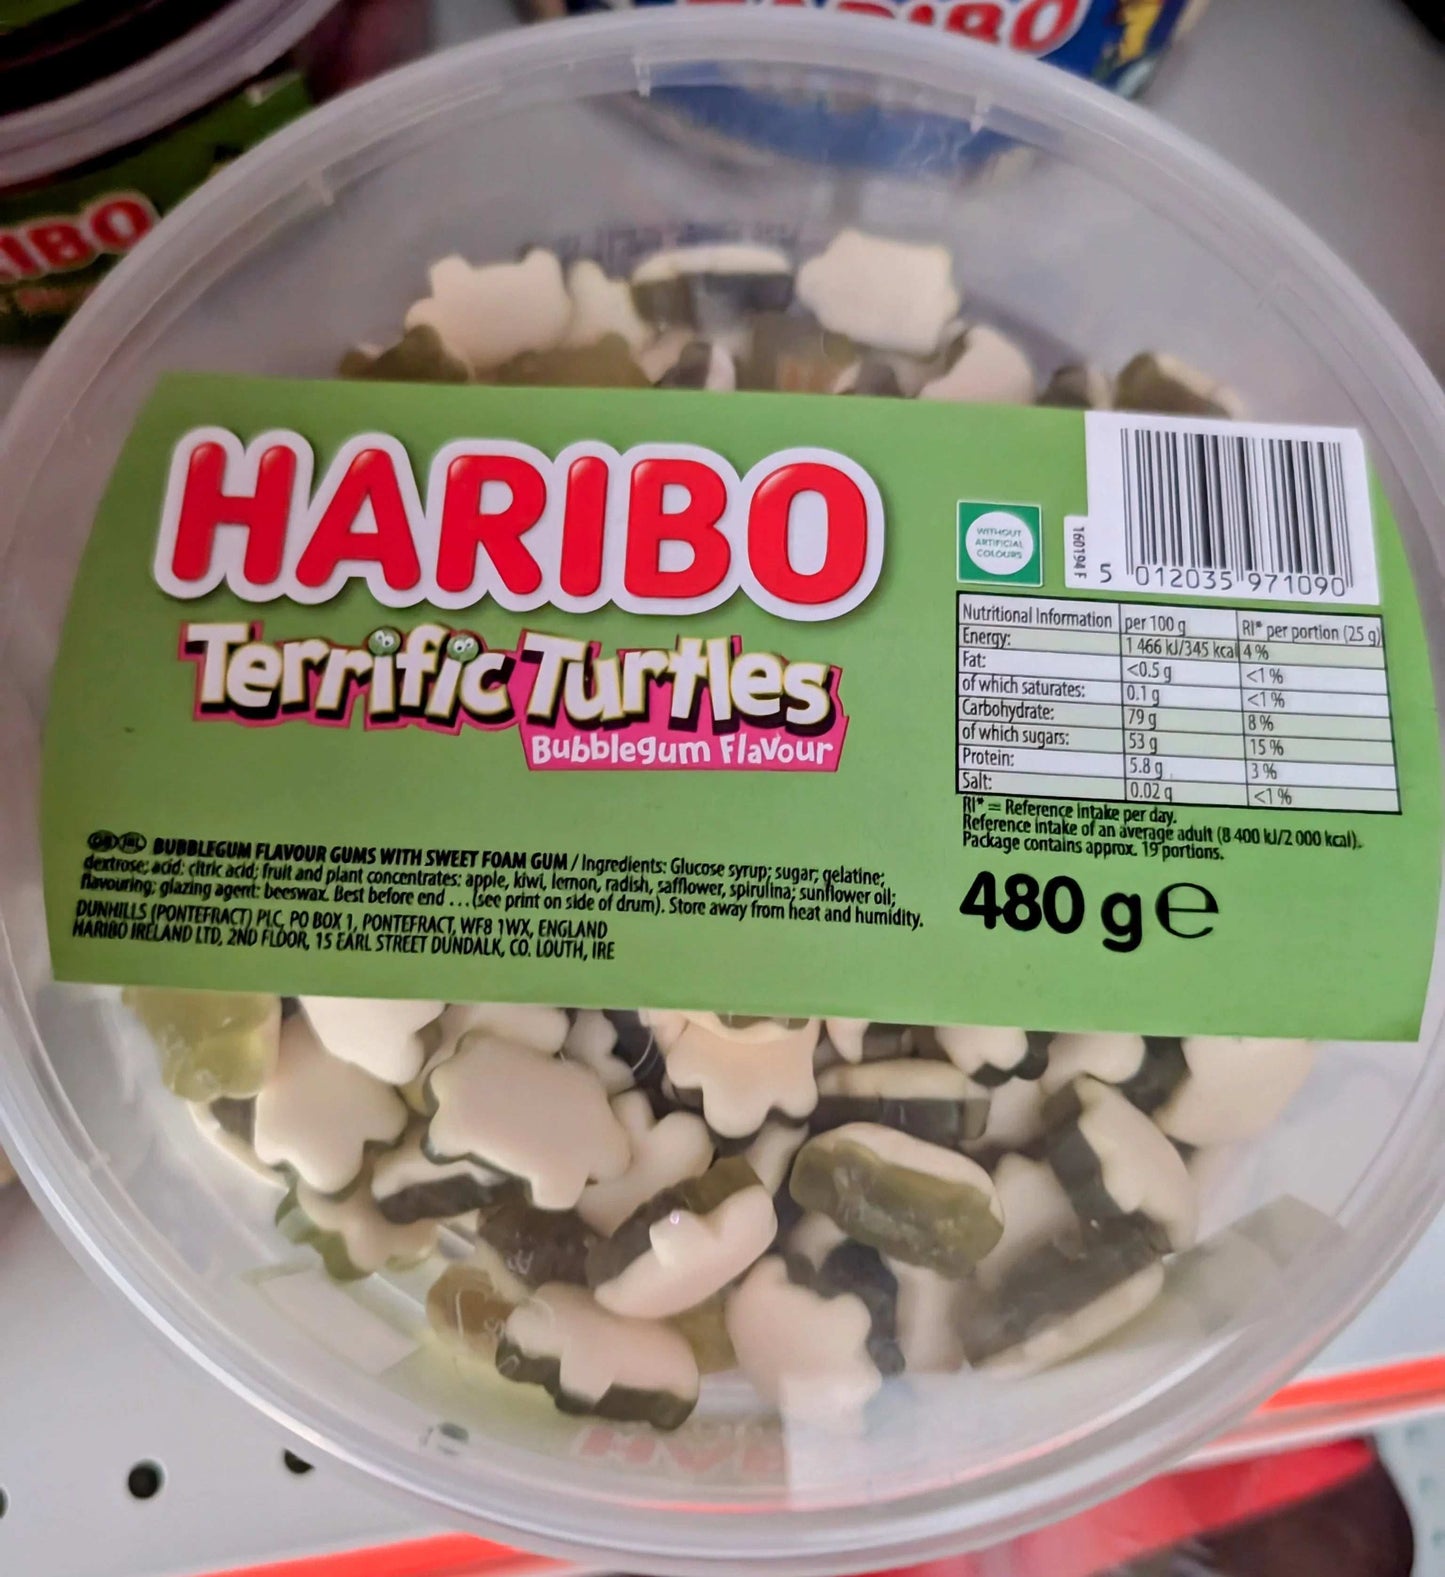 HARIBO
IBO
HARIBO
Terrific Turtles
Bubblegum Flavour
WITHOUT
ARTIFICIAL
COLOURS
160194 F
5 012035 971090
Nutritional Information per 100 g RI* per portion (25 g)
Energy: 1 466 kJ/345 kcal 4 %
Fat: <0.5 g <1 %
of which saturates: 0.1 g <1 %
Carbohydrate: 79 g 8 %
of which sugars: 53 g 15 %
Protein: 5.8 g 3 %
Salt: 0.02 g <1 %
RI* = Reference Intake per day.
Reference intake of an average adult (8 400 kJ/2 000 kcal).
Package contains approx. 19 portions.
480 g e
GB IRL BUBBLEGUM FLAVOUR GUMS WITH SWEET FOAM GUM / Ingredients: Glucose syrup; sugar; gelatine;
dextrose; acid: citric acid; fruit and plant concentrates: apple, kiwi, lemon, radish, safflower, spirulina; sunflower oil;
flavouring; glazing agent: beeswax. Best before end ... (see print on side of drum). Store away from heat and humidity.
DUNHILLS (PONTEFRACT) PLC, PO BOX 1, PONTEFRACT, WF8 1WX, ENGLAND
HARIBO IRELAND LTD, 2ND FLOOR, 15 EARL STREET DUNDALK, CO. LOUTH, IRE